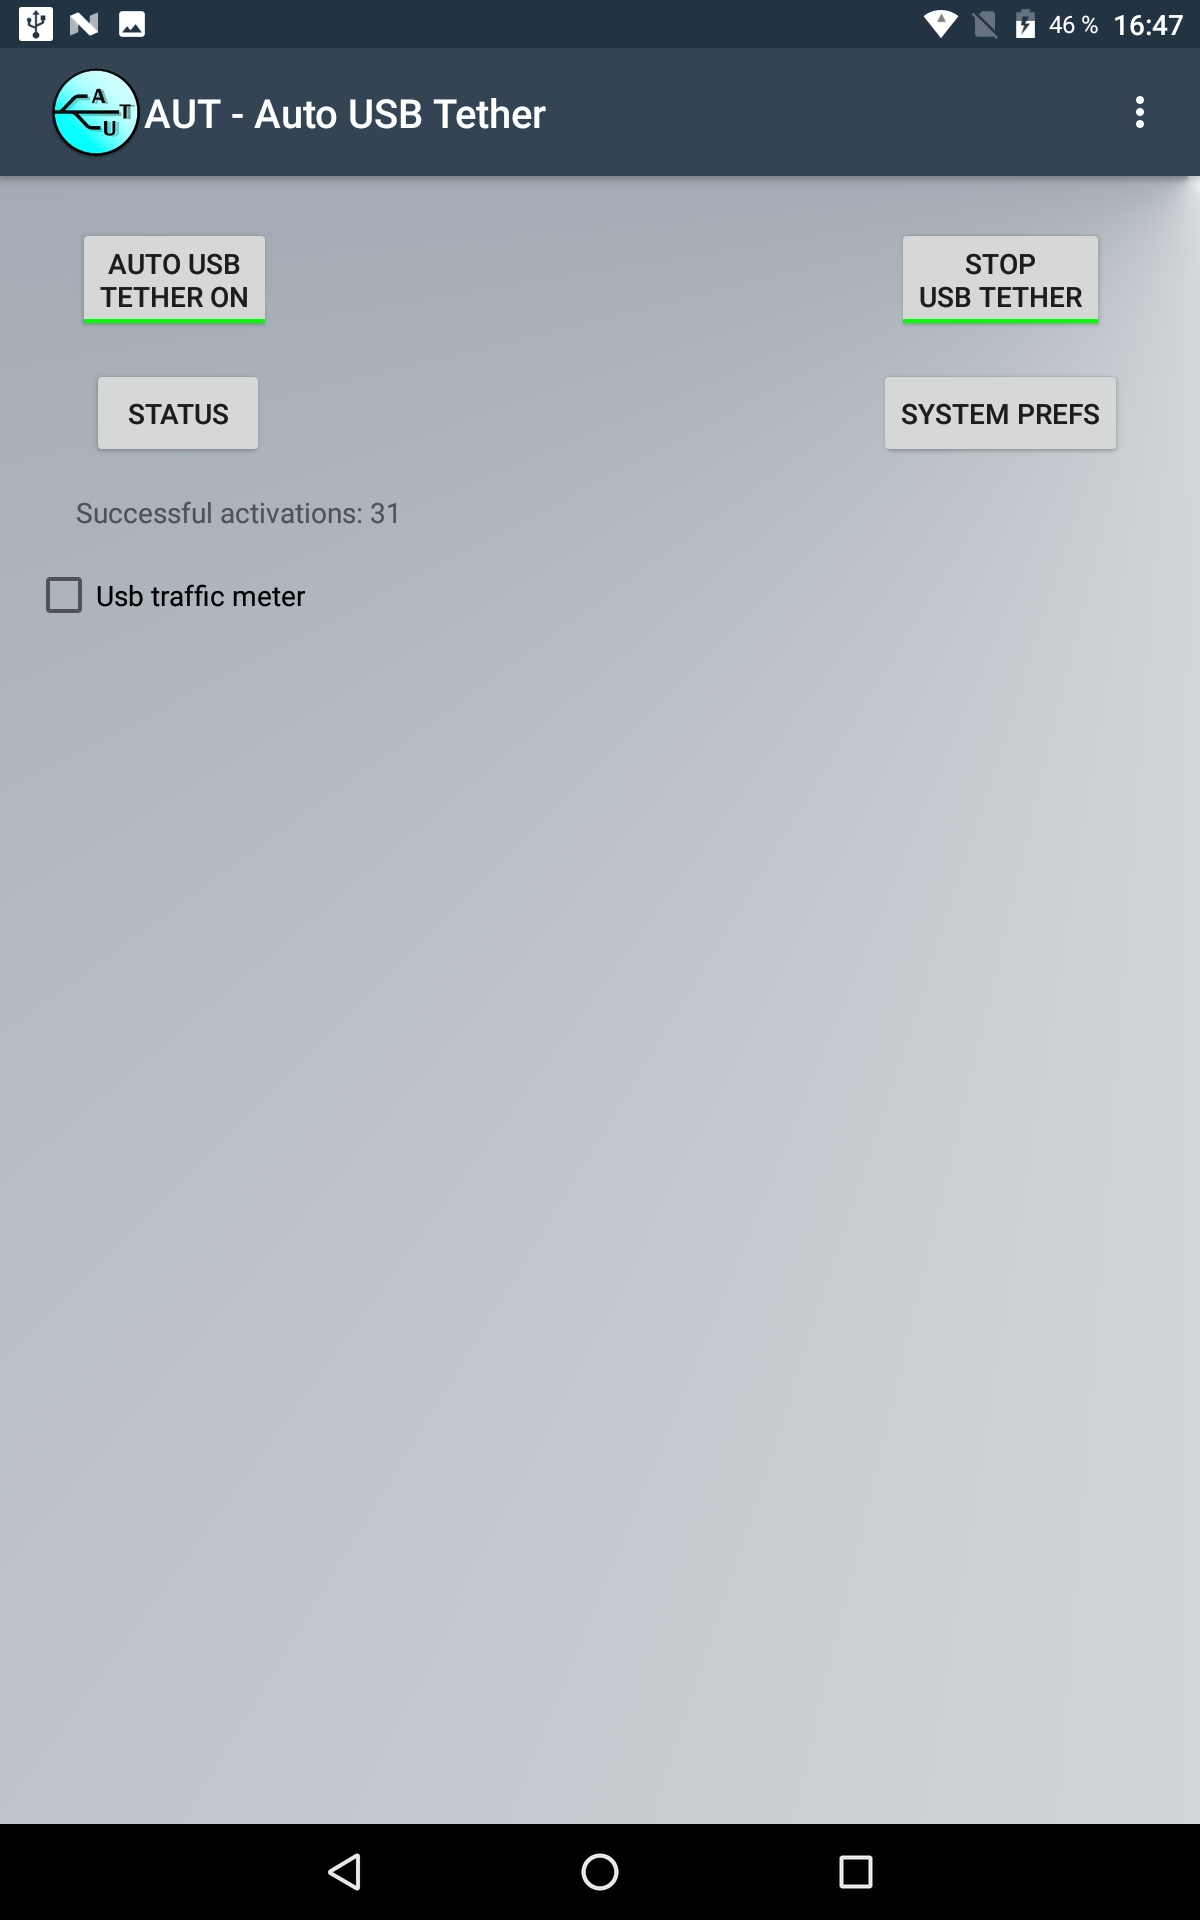 46 % 16:47
A
T
U
AUT - Auto USB Tether
AUTO USB
TETHER ON
STOP
USB TETHER
STATUS
SYSTEM PREFS
Successful activations: 31
Usb traffic meter